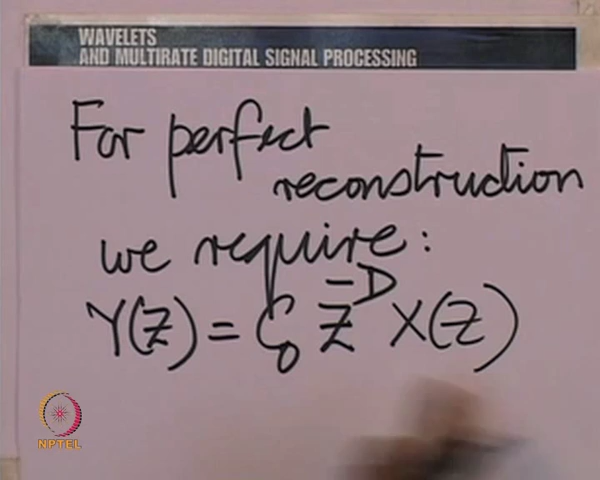 WAVELETS
AND MULTIRATE DIGITAL SIGNAL PROCESSING
For perfect
reconstruction
we require:
Y(Z) = C₀ Z⁻ᴰ X(Z)
NPTEL